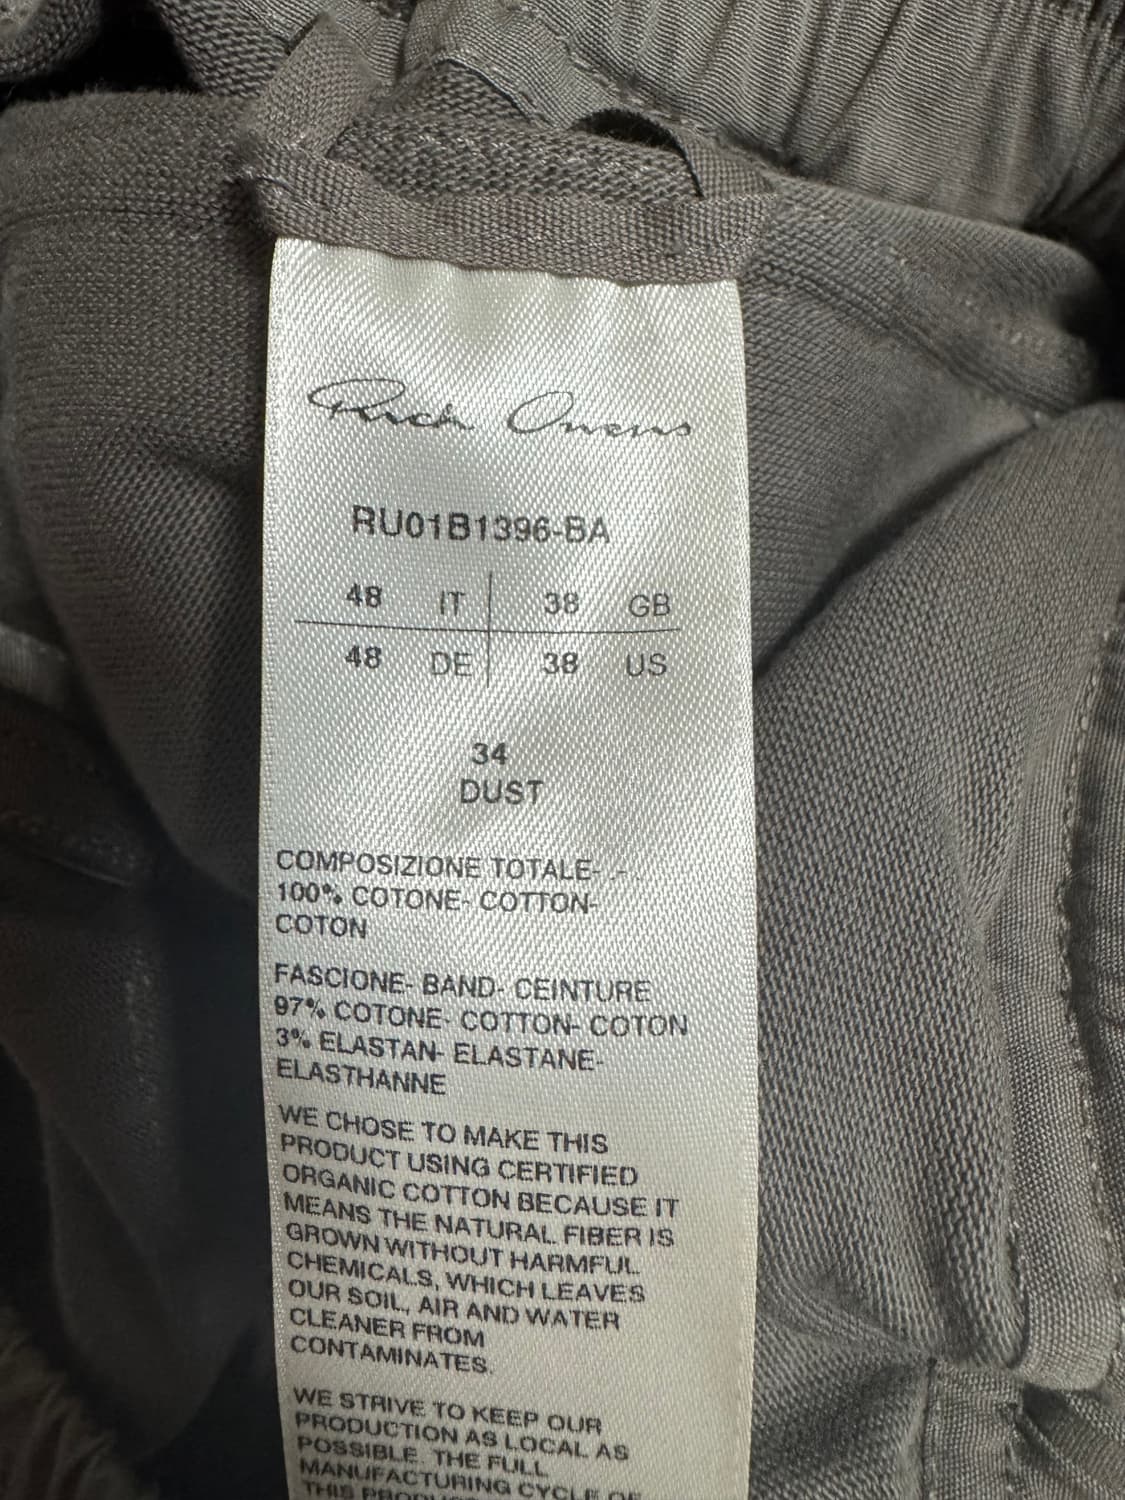 Rick Owens
RU01B1396-BA
48 IT 38 GB
48 DE 38 US
34
DUST
COMPOSIZIONE TOTALE- -
100% COTONE- COTTON-
COTON
FASCIONE- BAND- CEINTURE
97% COTONE- COTTON- COTON
3% ELASTAN- ELASTANE-
ELASTHANNE
WE CHOSE TO MAKE THIS
PRODUCT USING CERTIFIED
ORGANIC COTTON BECAUSE IT
MEANS THE NATURAL FIBER IS
GROWN WITHOUT HARMFUL
CHEMICALS, WHICH LEAVES
OUR SOIL, AIR AND WATER
CLEANER FROM
CONTAMINATES.
WE STRIVE TO KEEP OUR
PRODUCTION AS LOCAL AS
POSSIBLE. THE FULL
MANUFACTURING CYCLE OF
THIS